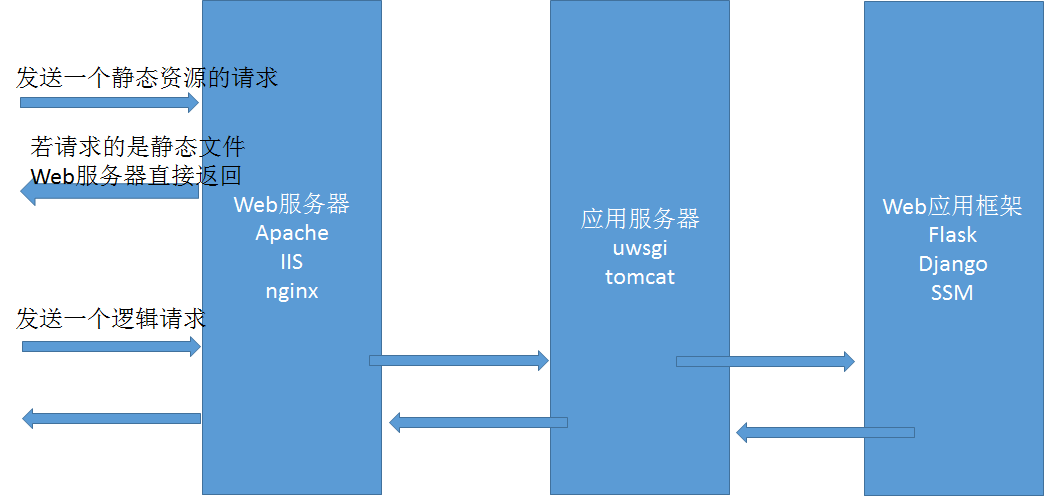 发送一个静态资源的请求
若请求的是静态文件
Web服务器直接返回
发送一个逻辑请求
Web服务器
Apache
IIS
nginx
应用服务器
uwsgi
tomcat
Web应用框架
Flask
Django
SSM